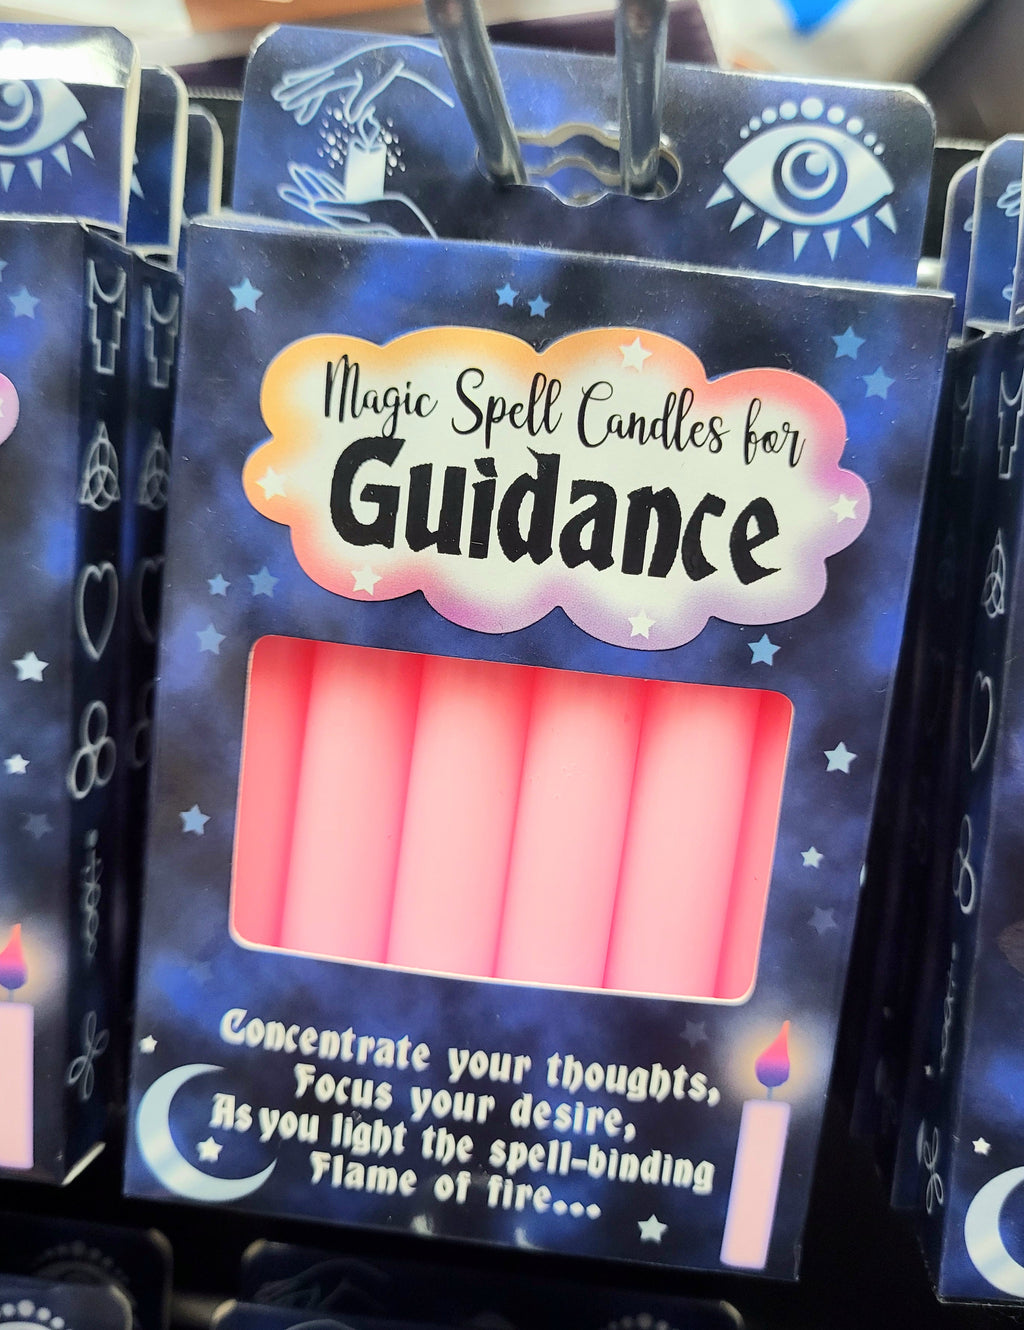 Magic Spell Candles for
Guidance
Concentrate your thoughts,
Focus your desire,
As you light the spell-binding
Flame of fire...